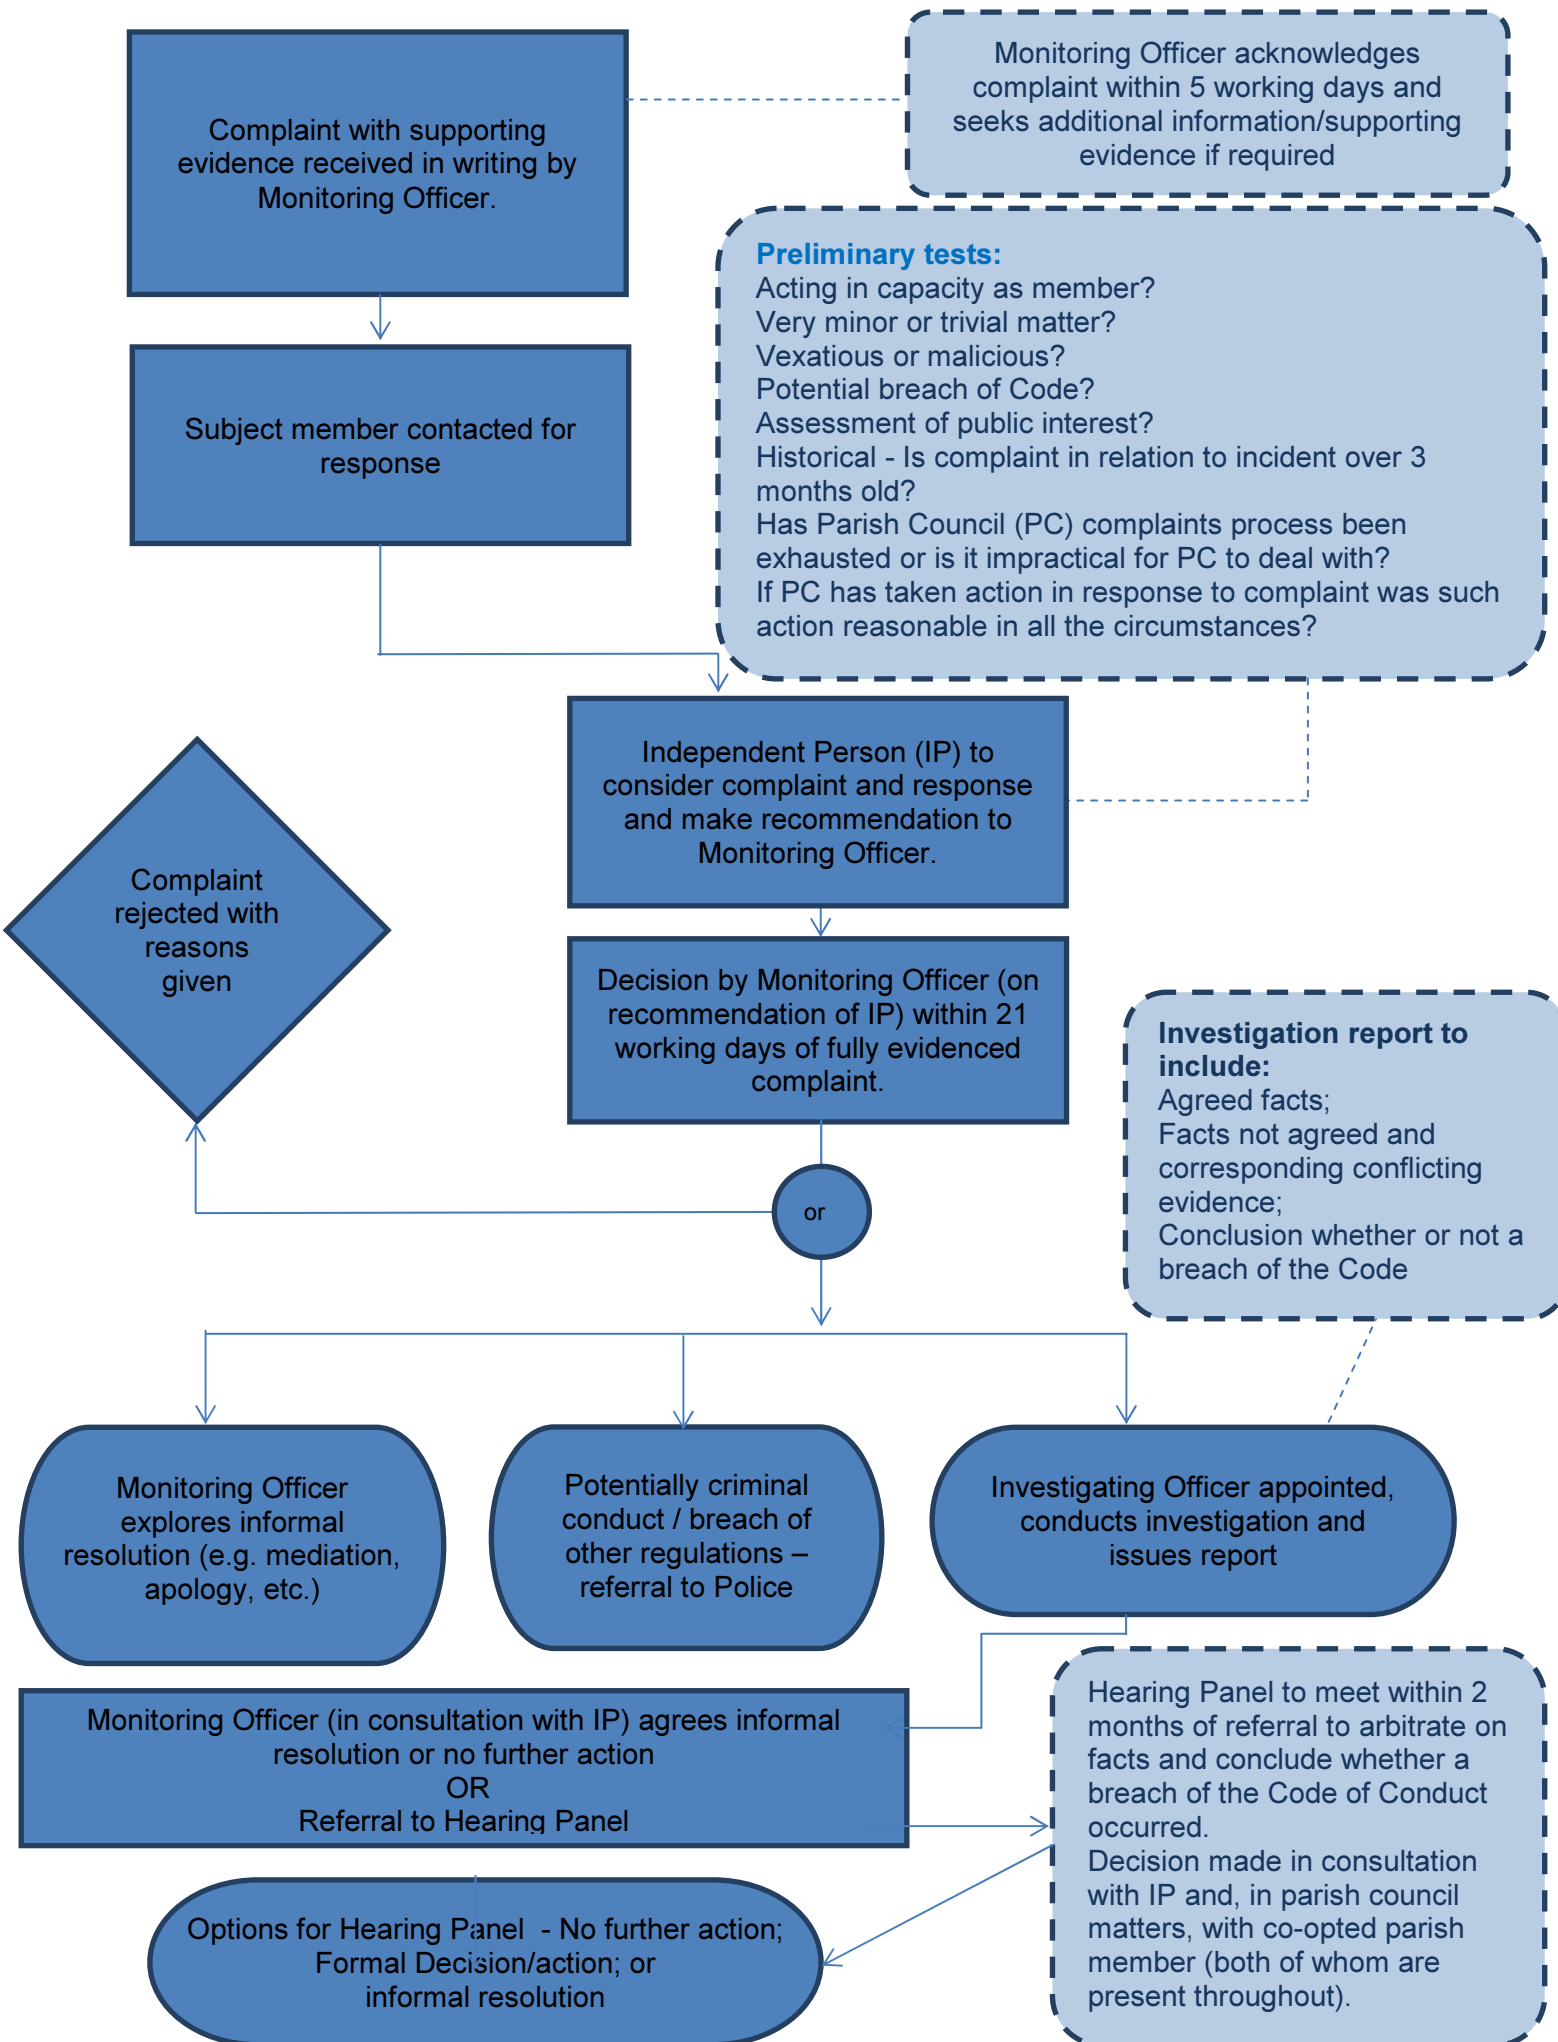 Complaint with supporting
evidence received in writing by
Monitoring Officer.
Monitoring Officer acknowledges
complaint within 5 working days and
seeks additional information/supporting
evidence if required
Preliminary tests:
Acting in capacity as member?
Very minor or trivial matter?
Vexatious or malicious?
Potential breach of Code?
Assessment of public interest?
Historical - Is complaint in relation to incident over 3
months old?
Has Parish Council (PC) complaints process been
exhausted or is it impractical for PC to deal with?
If PC has taken action in response to complaint was such
action reasonable in all the circumstances?
Subject member contacted for
response
Independent Person (IP) to
consider complaint and response
and make recommendation to
Monitoring Officer.
Complaint
rejected with
reasons
given
Decision by Monitoring Officer (on
recommendation of IP) within 21
working days of fully evidenced
complaint.
or
Investigation report to
include:
Agreed facts;
Facts not agreed and
corresponding conflicting
evidence;
Conclusion whether or not a
breach of the Code
Monitoring Officer
explores informal
resolution (e.g. mediation,
apology, etc.)
Potentially criminal
conduct / breach of
other regulations –
referral to Police
Investigating Officer appointed,
conducts investigation and
issues report
Monitoring Officer (in consultation with IP) agrees informal
resolution or no further action
OR
Referral to Hearing Panel
Hearing Panel to meet within 2
months of referral to arbitrate on
facts and conclude whether a
breach of the Code of Conduct
occurred.
Decision made in consultation
with IP and, in parish council
matters, with co-opted parish
member (both of whom are
present throughout).
Options for Hearing Panel - No further action;
Formal Decision/action; or
informal resolution